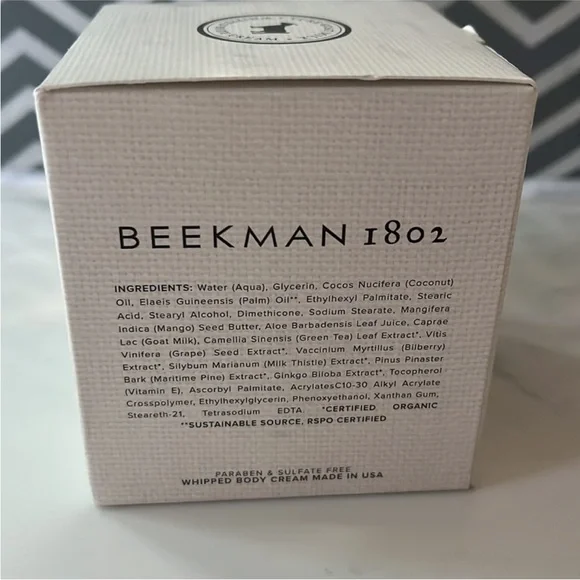 BEEKMAN 1802
INGREDIENTS: Water (Aqua), Glycerin, Cocos Nucifera (Coconut)
Oil, Elaeis Guineensis (Palm) Oil**, Ethylhexyl Palmitate, Stearic
Acid, Stearyl Alcohol, Dimethicone, Sodium Stearate, Mangifera
Indica (Mango) Seed Butter, Aloe Barbadensis Leaf Juice, Caprae
Lac (Goat Milk), Camellia Sinensis (Green Tea) Leaf Extract*, Vitis
Vinifera (Grape) Seed Extract*, Vaccinium Myrtillus (Bilberry)
Extract*, Silybum Marianum (Milk Thistle) Extract*, Pinus Pinaster
Bark (Maritime Pine) Extract*, Ginkgo Biloba Extract*, Tocopherol
(Vitamin E), Ascorbyl Palmitate, AcrylatesC10-30 Alkyl Acrylate
Crosspolymer, Ethylhexylglycerin, Phenoxyethanol, Xanthan Gum,
Steareth-21, Tetrasodium EDTA. *CERTIFIED ORGANIC
**SUSTAINABLE SOURCE, RSPO CERTIFIED
PARABEN & SULFATE FREE
WHIPPED BODY CREAM MADE IN USA